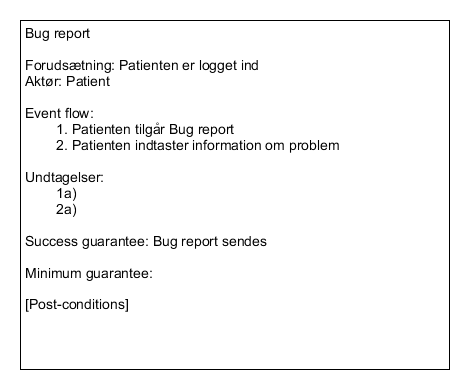 Bug report
Forudsætning: Patienten er logget ind
Aktør: Patient
Event flow:
1. Patienten tilgår Bug report
2. Patienten indtaster information om problem
Undtagelser:
1a)
2a)
Success guarantee: Bug report sendes
Minimum guarantee:
[Post-conditions]